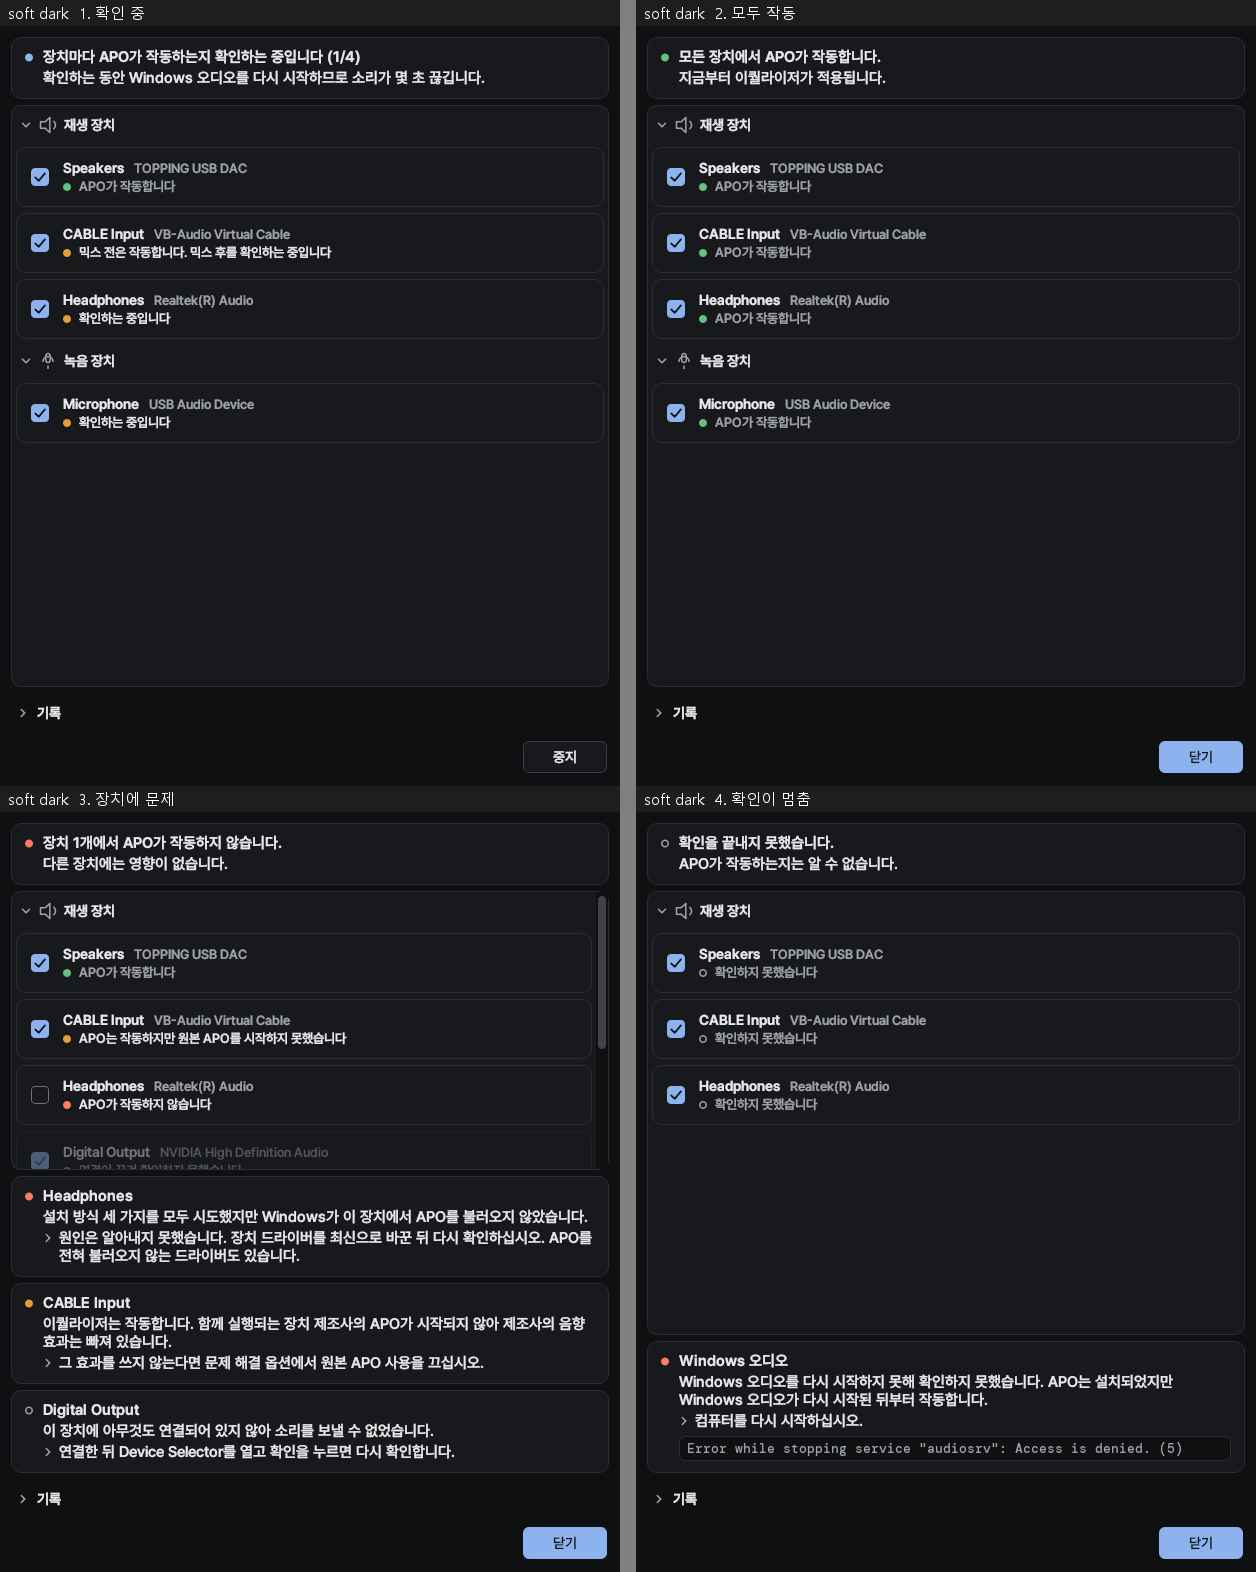 soft dark 1. 확인 중
장치마다 APO가 작동하는지 확인하는 중입니다 (1/4)
확인하는 동안 Windows 오디오를 다시 시작하므로 소리가 몇 초 끊깁니다.
재생 장치
Speakers TOPPING USB DAC
APO가 작동합니다
CABLE Input VB-Audio Virtual Cable
믹스 전은 작동합니다. 믹스 후를 확인하는 중입니다
Headphones Realtek(R) Audio
확인하는 중입니다
녹음 장치
Microphone USB Audio Device
확인하는 중입니다
기록
중지
soft dark 2. 모두 작동
모든 장치에서 APO가 작동합니다.
지금부터 이퀄라이저가 적용됩니다.
재생 장치
Speakers TOPPING USB DAC
APO가 작동합니다
CABLE Input VB-Audio Virtual Cable
APO가 작동합니다
Headphones Realtek(R) Audio
APO가 작동합니다
녹음 장치
Microphone USB Audio Device
APO가 작동합니다
기록
닫기
soft dark 3. 장치에 문제
장치 1개에서 APO가 작동하지 않습니다.
다른 장치에는 영향이 없습니다.
재생 장치
Speakers TOPPING USB DAC
APO가 작동합니다
CABLE Input VB-Audio Virtual Cable
APO는 작동하지만 원본 APO를 시작하지 못했습니다
Headphones Realtek(R) Audio
APO가 작동하지 않습니다
Digital Output NVIDIA High Definition Audio
Headphones
설치 방식 세 가지를 모두 시도했지만 Windows가 이 장치에서 APO를 불러오지 않았습니다.
원인은 알아내지 못했습니다. 장치 드라이버를 최신으로 바꾼 뒤 다시 확인하십시오. APO를
전혀 불러오지 않는 드라이버도 있습니다.
CABLE Input
이퀄라이저는 작동합니다. 함께 실행되는 장치 제조사의 APO가 시작되지 않아 제조사의 음향
효과는 빠져 있습니다.
그 효과를 쓰지 않는다면 문제 해결 옵션에서 원본 APO 사용을 끄십시오.
Digital Output
이 장치에 아무것도 연결되어 있지 않아 소리를 보낼 수 없었습니다.
연결한 뒤 Device Selector를 열고 확인을 누르면 다시 확인합니다.
기록
닫기
soft dark 4. 확인이 멈춤
확인을 끝내지 못했습니다.
APO가 작동하는지는 알 수 없습니다.
재생 장치
Speakers TOPPING USB DAC
확인하지 못했습니다
CABLE Input VB-Audio Virtual Cable
확인하지 못했습니다
Headphones Realtek(R) Audio
확인하지 못했습니다
Windows 오디오
Windows 오디오를 다시 시작하지 못해 확인하지 못했습니다. APO는 설치되었지만
Windows 오디오가 다시 시작된 뒤부터 작동합니다.
컴퓨터를 다시 시작하십시오.
Error while stopping service "audiosrv": Access is denied. (5)
기록
닫기